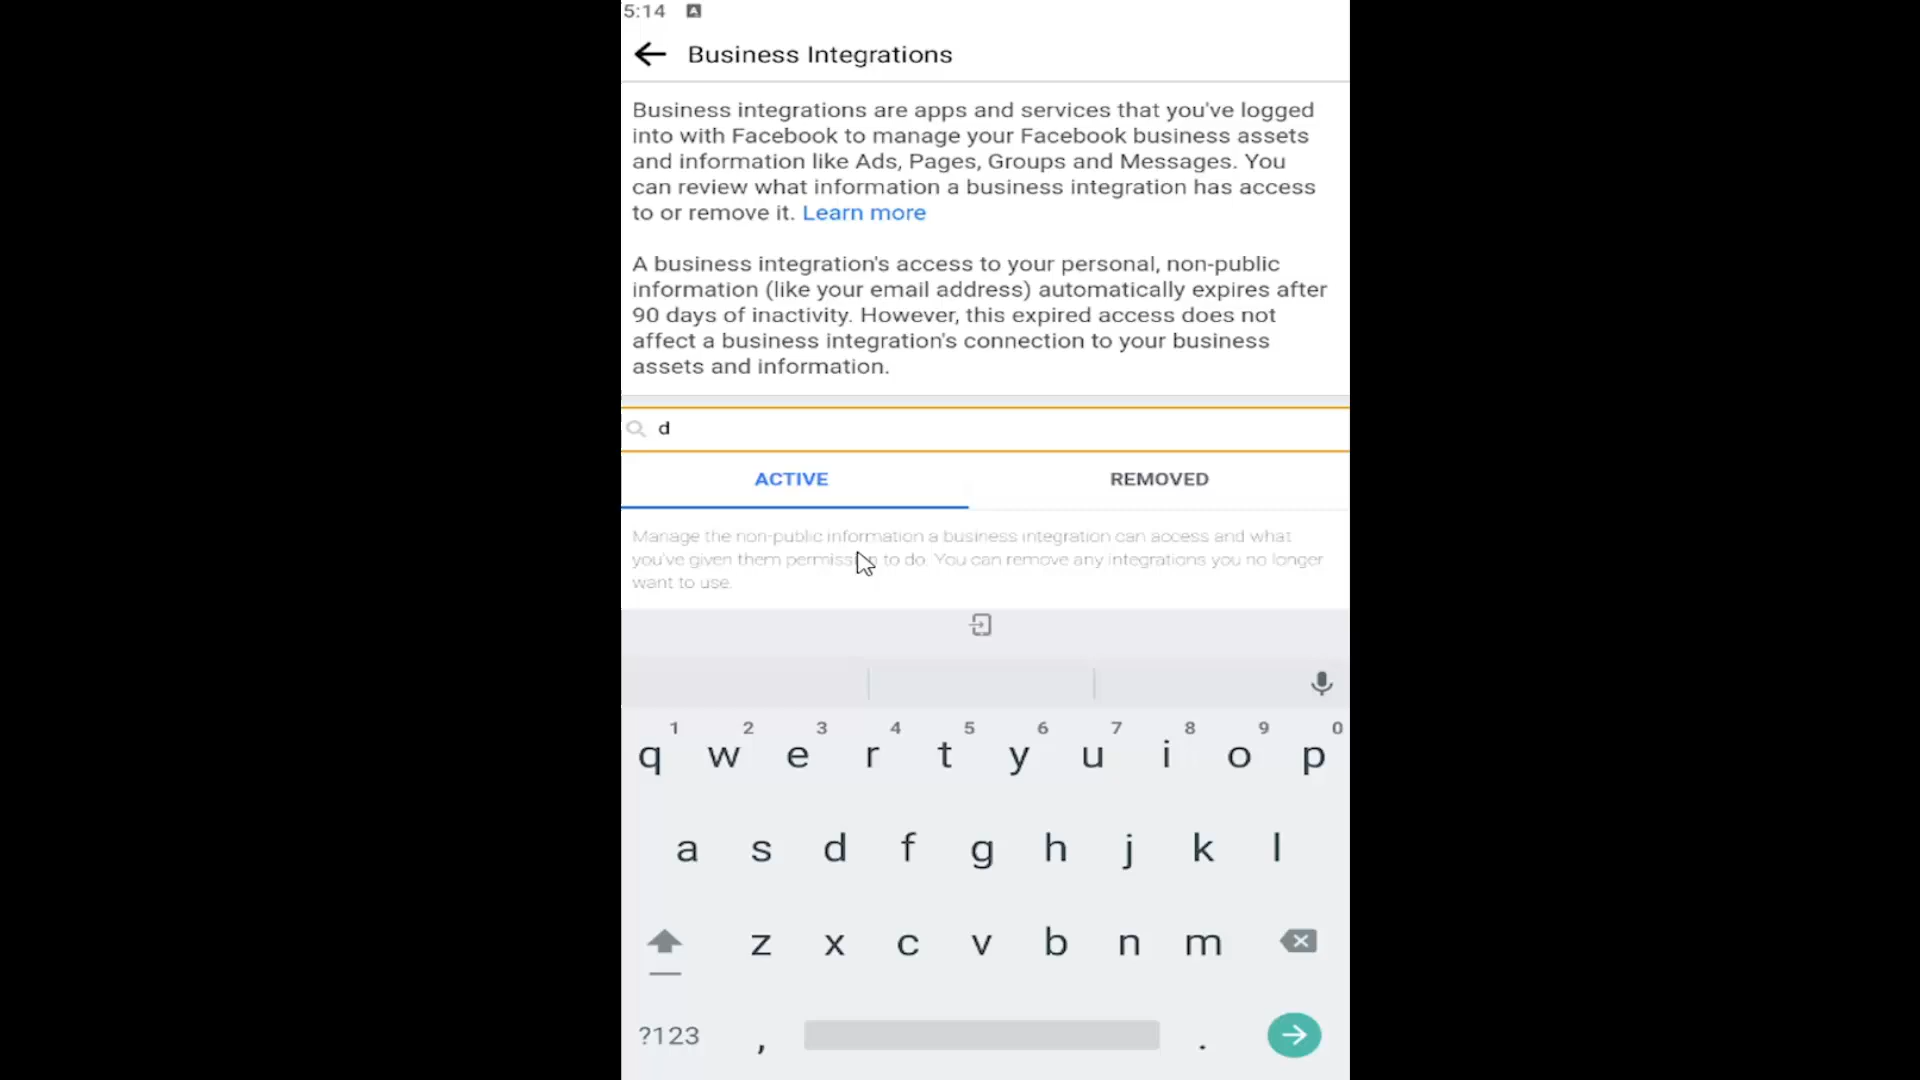 5:14
Business Integrations
Business integrations are apps and services that you've logged
into with Facebook to manage your Facebook business assets
and information like Ads, Pages, Groups and Messages. You
can review what information a business integration has access
to or remove it. Learn more
A business integration's access to your personal, non-public
information (like your email address) automatically expires after
90 days of inactivity. However, this expired access does not
affect a business integration's connection to your business
assets and information.
d
ACTIVE REMOVED
Manage the non-public information a business integration can access and what
you've given them permission to do. You can remove any integrations you no longer
want to use.
1 2 3 4 5 6 7 8 9 0
q w e r t y u i o p
a s d f g h j k l
z x c v b n m
?123 , .